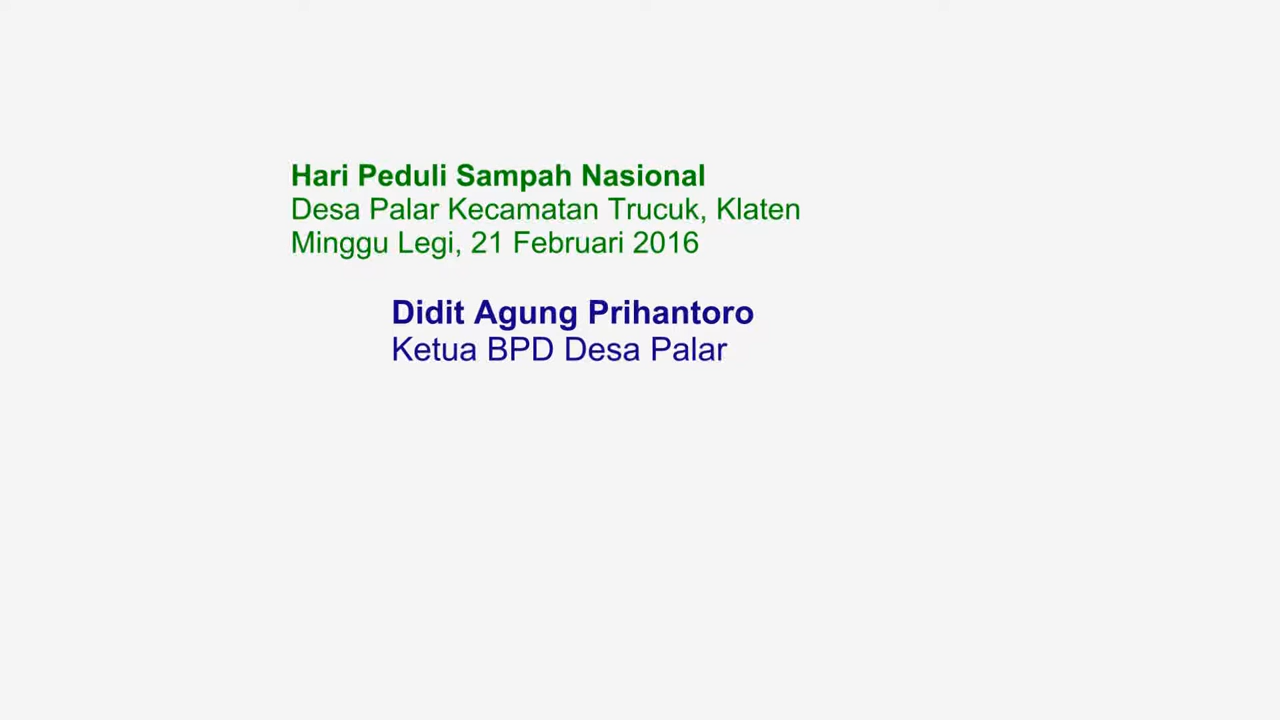 Hari Peduli Sampah Nasional
Desa Palar Kecamatan Trucuk, Klaten
Minggu Legi, 21 Februari 2016
Didit Agung Prihantoro
Ketua BPD Desa Palar